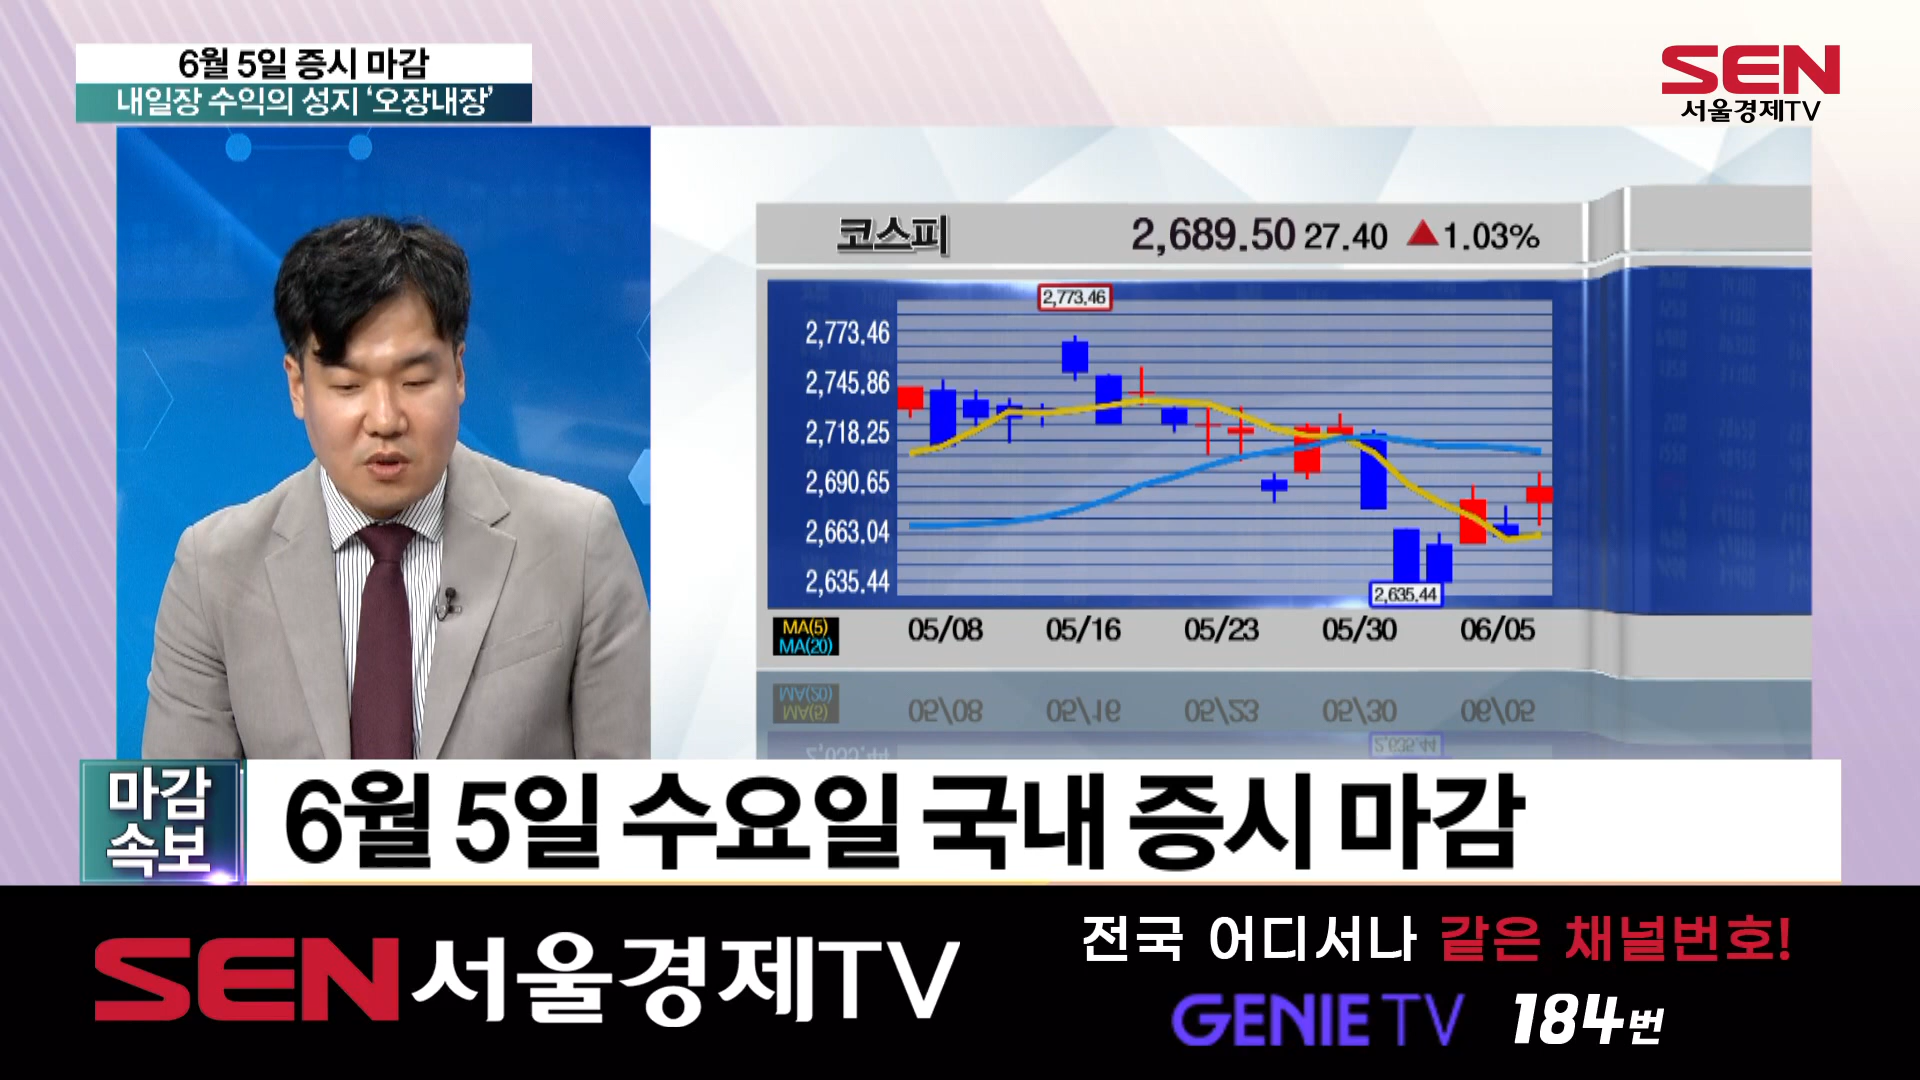 6월 5일 증시 마감
내일장 수익의 성지 ‘오장내장’
SEN
서울경제TV
코스피 2,689.50 27.40 ▲1.03%
2,773.46
2,773.46
2,745.86
2,718.25
2,690.65
2,663.04
2,635.44
2,635.44
MA(5)
MA(20)
05/08 05/16 05/23 05/30 06/05
마감
속보
6월 5일 수요일 국내 증시 마감
SEN 서울경제TV
전국 어디서나 같은 채널번호!
GENIE TV 184번